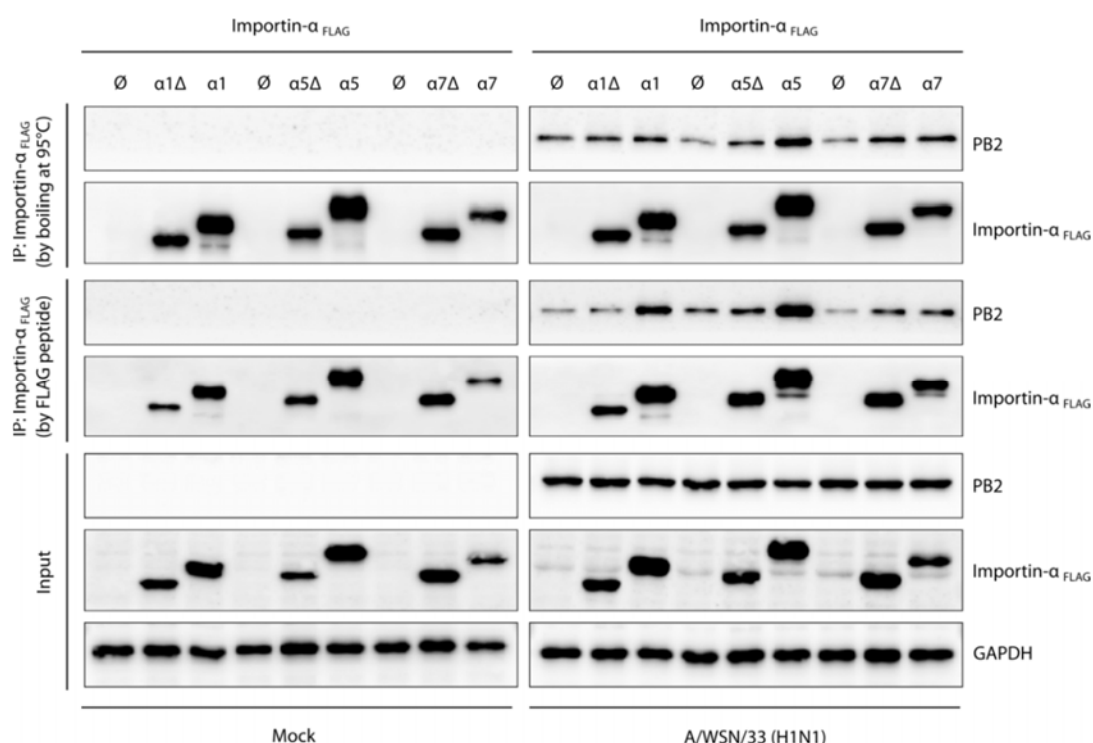 Importin-α FLAG Importin-α FLAG
Ø α1Δ α1 Ø α5Δ α5 Ø α7Δ α7 Ø α1Δ α1 Ø α5Δ α5 Ø α7Δ α7
IP: Importin-α FLAG
(by boiling at 95°C)
PB2
Importin-α FLAG
IP: Importin-α FLAG
(by FLAG peptide)
PB2
Importin-α FLAG
Input
PB2
Importin-α FLAG
GAPDH
Mock A/WSN/33 (H1N1)